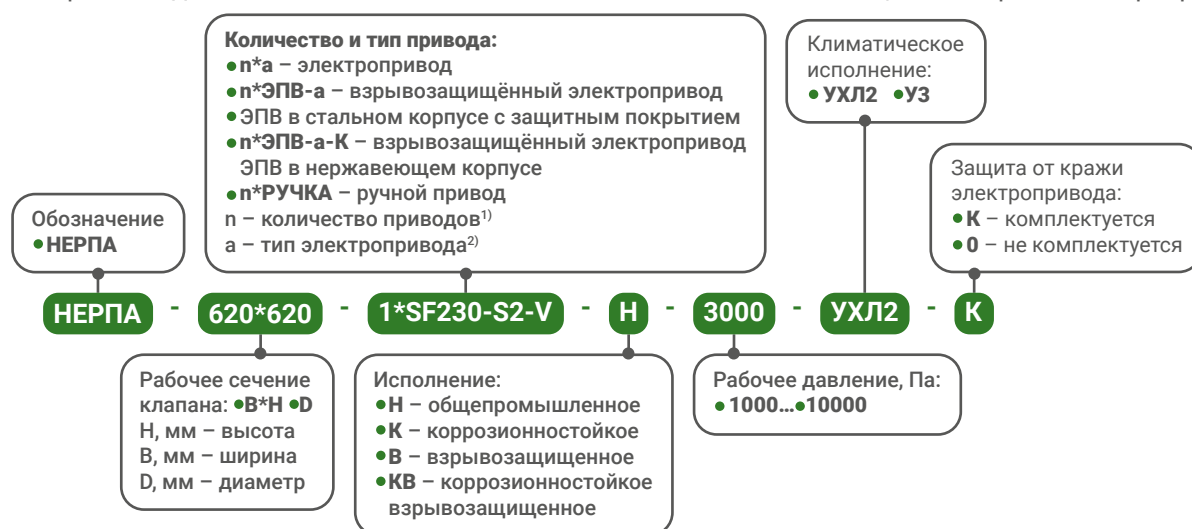 Количество и тип привода:
•n*а – электропривод
•n*ЭПВ-а – взрывозащищённый электропривод
•ЭПВ в стальном корпусе с защитным покрытием
•n*ЭПВ-а-К – взрывозащищённый электропривод
ЭПВ в нержавеющем корпусе
•n*РУЧКА – ручной привод
n – количество приводов¹⁾
а – тип электропривода²⁾
Климатическое
исполнение:
•УХЛ2 •У3
Защита от кражи
электропривода:
•К – комплектуется
•0 – не комплектуется
Обозначение
•НЕРПА
НЕРПА - 620*620 - 1*SF230-S2-V - Н - 3000 - УХЛ2 - К
Рабочее сечение
клапана: •B*H •D
H, мм – высота
B, мм – ширина
D, мм – диаметр
Исполнение:
•Н – общепромышленное
•К – коррозионностойкое
•В – взрывозащищенное
•КВ – коррозионностойкое
взрывозащищенное
Рабочее давление, Па:
•1000...•10000